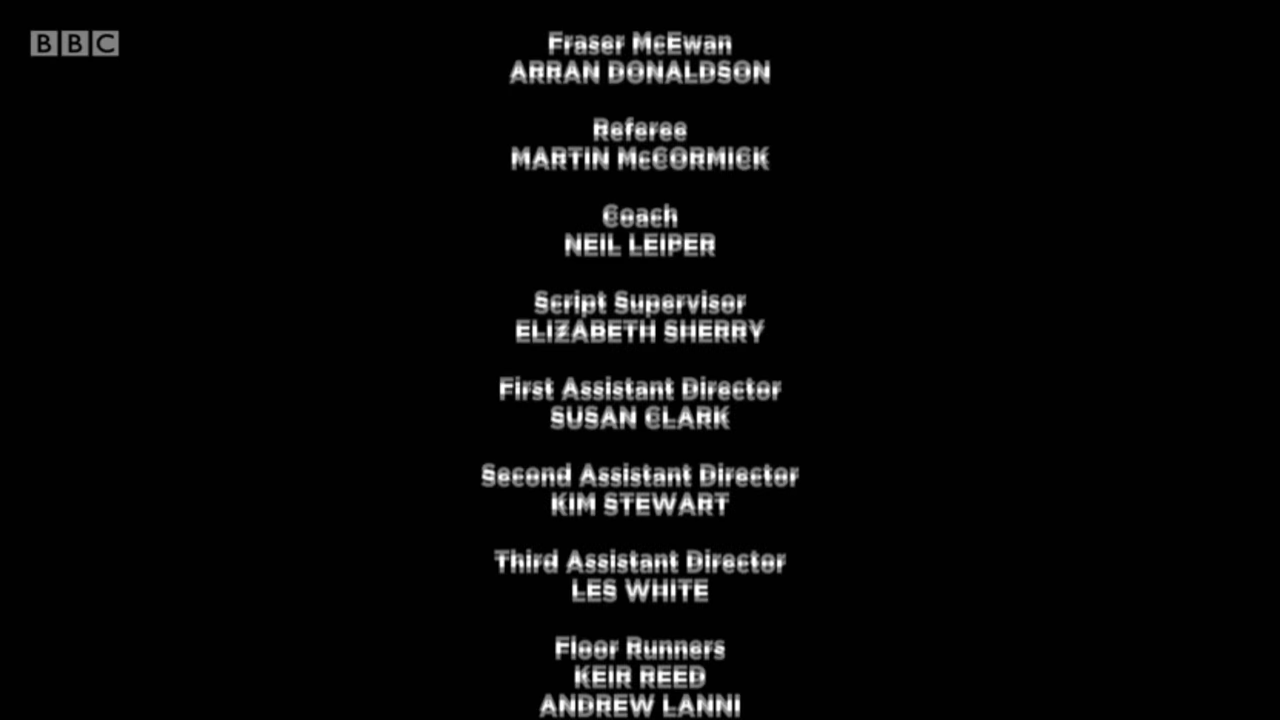 BBC
Fraser McEwan
ARRAN DONALDSON
Referee
MARTIN McCORMICK
Coach
NEIL LEIPER
Script Supervisor
ELIZABETH SHERRY
First Assistant Director
SUSAN CLARK
Second Assistant Director
KIM STEWART
Third Assistant Director
LES WHITE
Floor Runners
KEIR REED
ANDREW LANNI